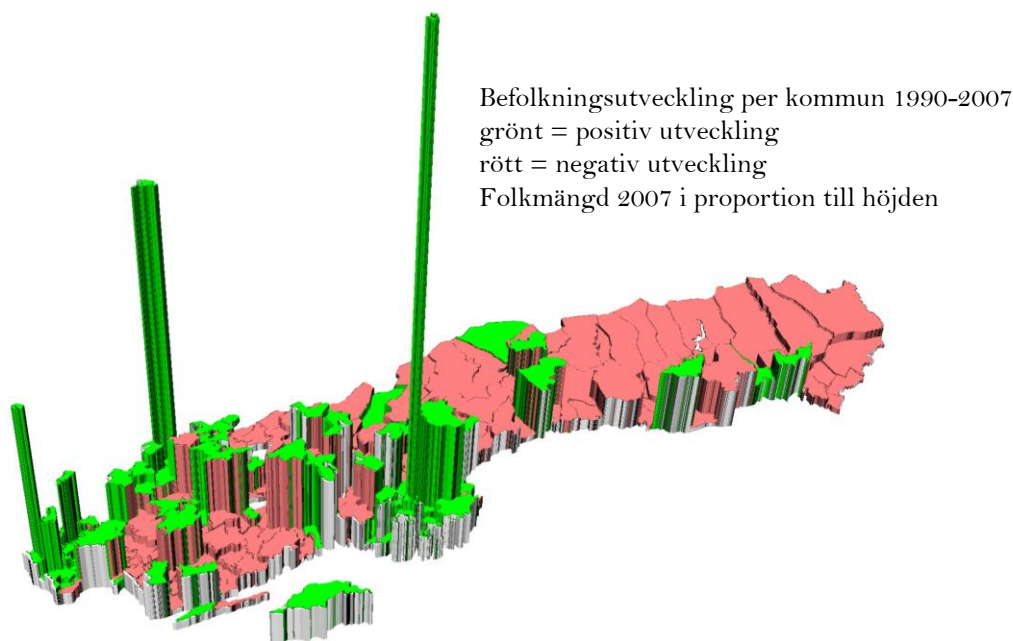 Befolkningsutveckling per kommun 1990-2007
grönt = positiv utveckling
rött = negativ utveckling
Folkmängd 2007 i proportion till höjden